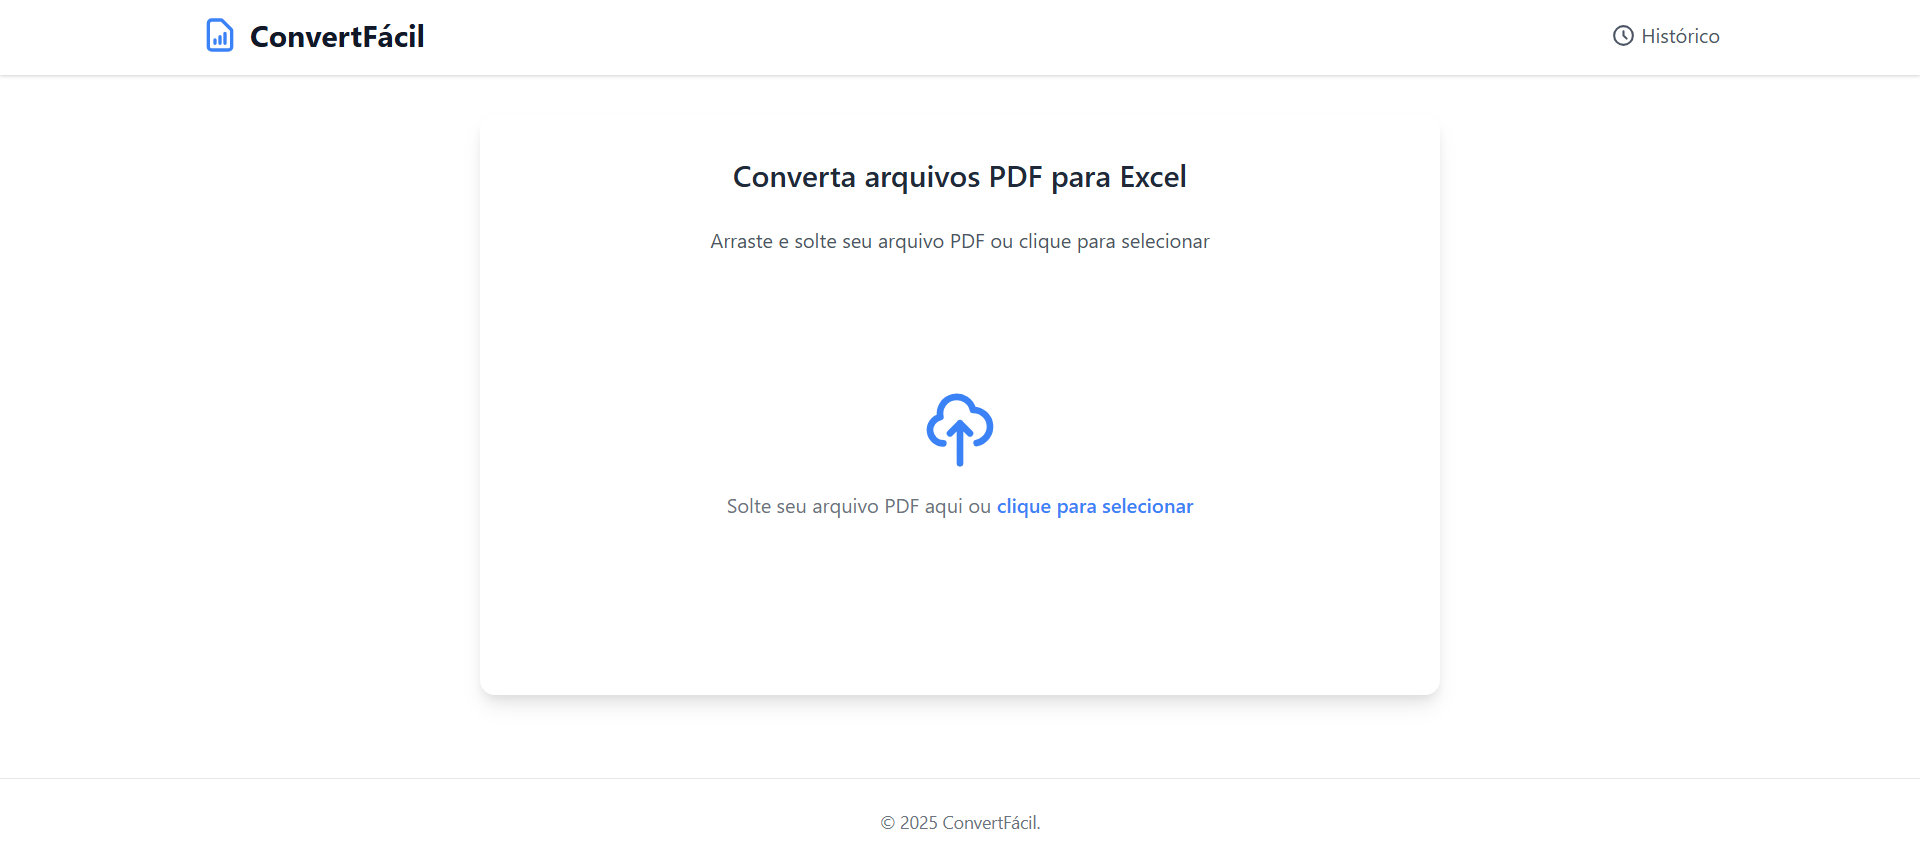 ConvertFácil
Histórico
Converta arquivos PDF para Excel
Arraste e solte seu arquivo PDF ou clique para selecionar
Solte seu arquivo PDF aqui ou clique para selecionar
© 2025 ConvertFácil.